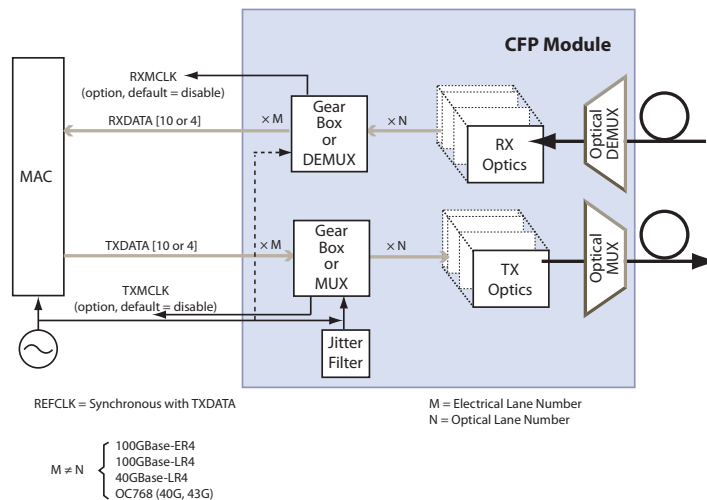 CFP Module
RXMCLK
(option, default = disable)
RXDATA [10 or 4]
× M
Gear
Box
or
DEMUX
× N
RX
Optics
Optical
DEMUX
MAC
TXDATA [10 or 4]
× M
Gear
Box
or
MUX
× N
TX
Optics
Optical
MUX
TXMCLK
(option, default = disable)
Jitter
Filter
REFCLK = Synchronous with TXDATA
M = Electrical Lane Number
N = Optical Lane Number
M ≠ N
100GBase-ER4
100GBase-LR4
40GBase-LR4
OC768 (40G, 43G)